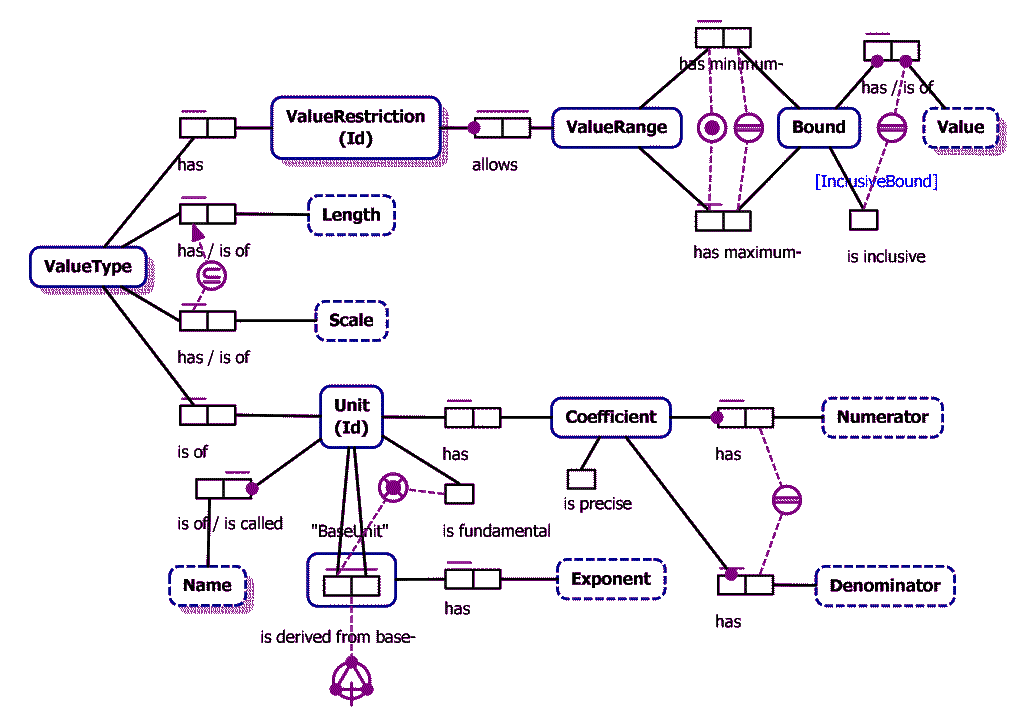 has minimum-
has / is of
ValueRestriction
(Id)
ValueRange
Bound
Value
has
allows
[InclusiveBound]
Length
has / is of
has maximum-
is inclusive
ValueType
Scale
has / is of
Unit
(Id)
Coefficient
Numerator
is of
has
has
is precise
is of / is called
"BaseUnit"
is fundamental
Name
Exponent
Denominator
has
has
is derived from base-